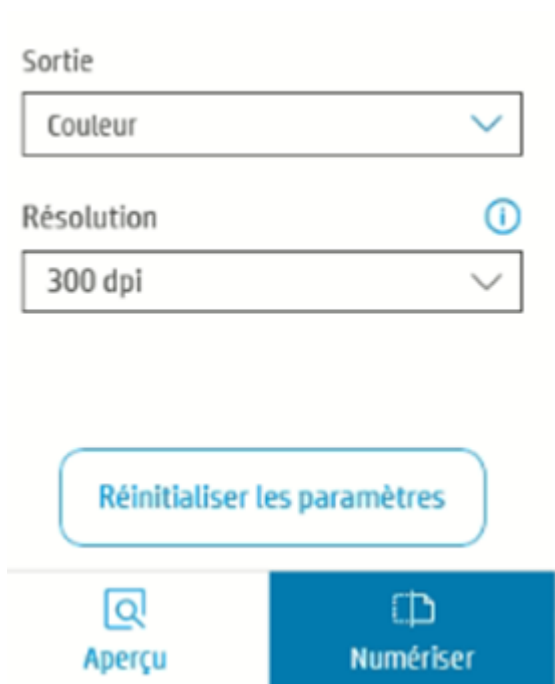 Sortie
Couleur
Résolution
300 dpi
Réinitialiser les paramètres
Aperçu
Numériser